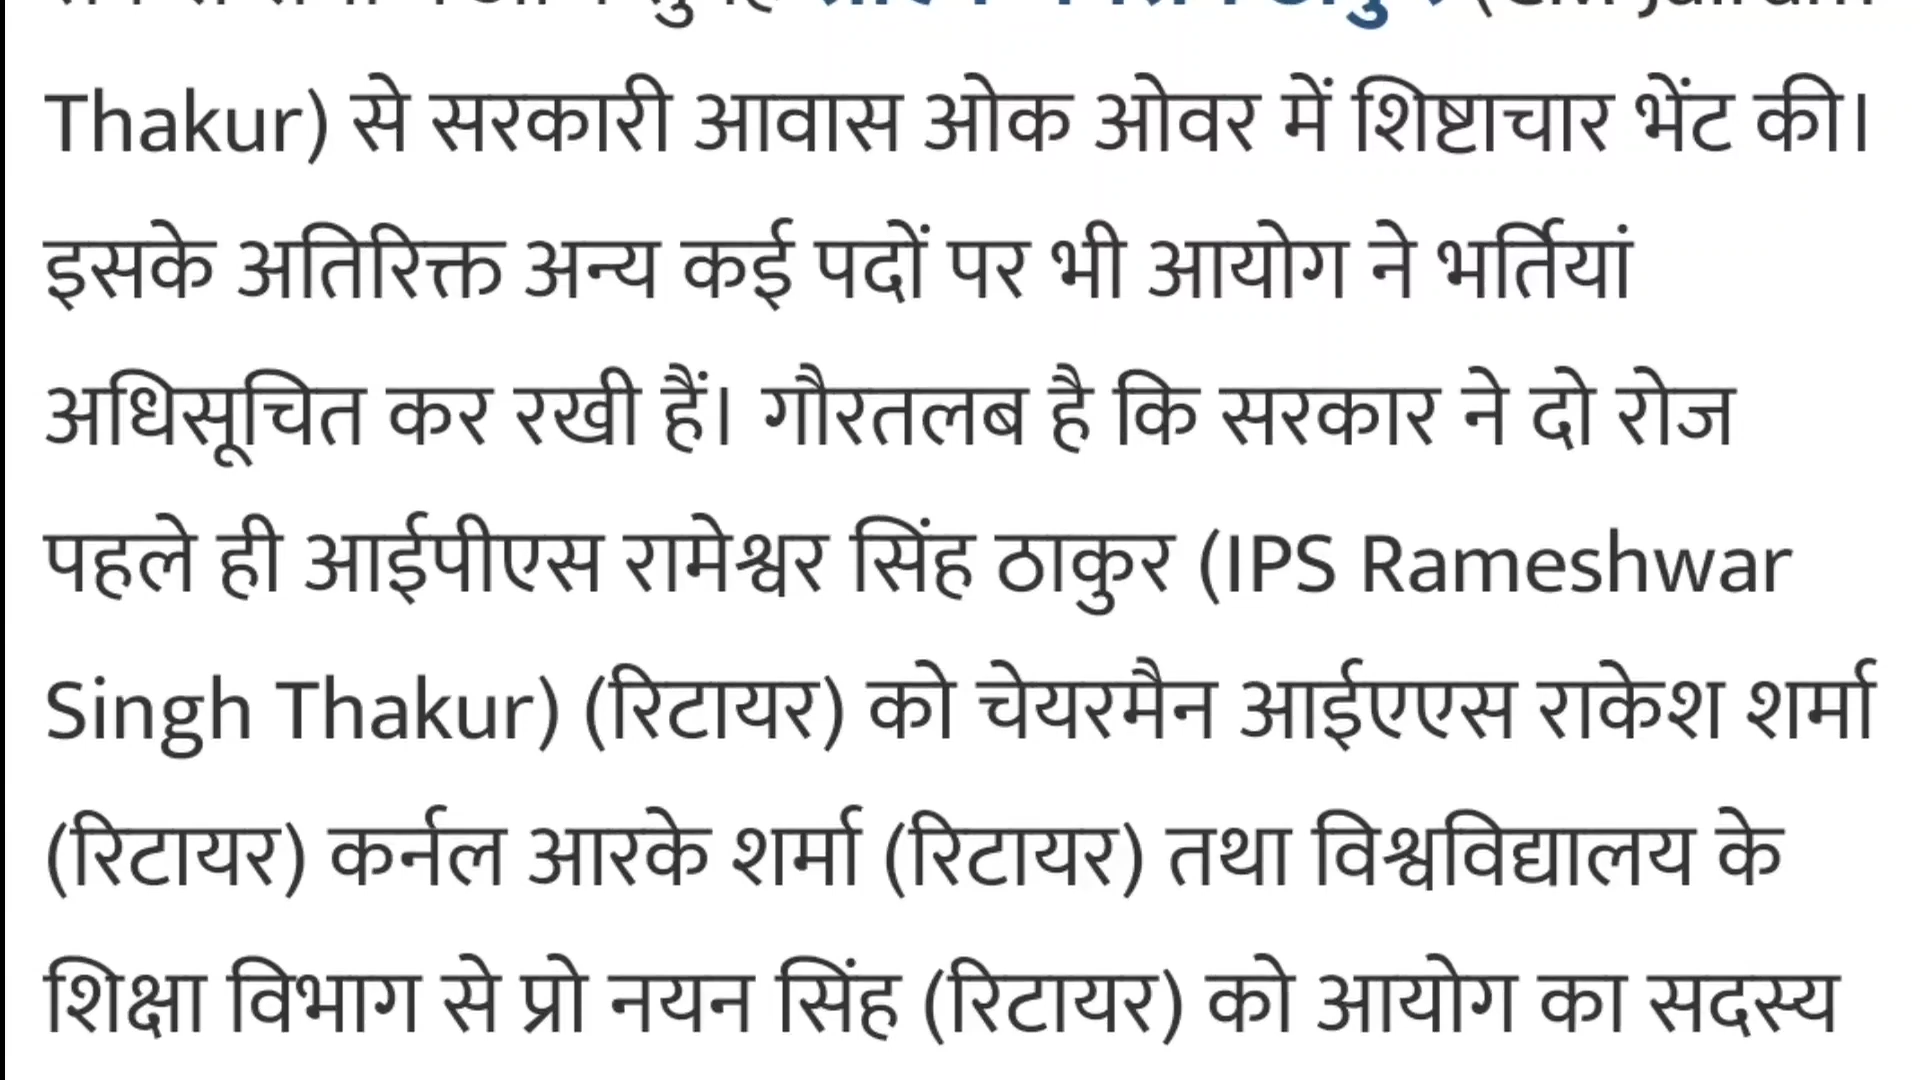 Thakur) से सरकारी आवास ओक ओवर में शिष्टाचार भेंट की।
इसके अतिरिक्त अन्य कई पदों पर भी आयोग ने भर्तियां
अधिसूचित कर रखी हैं। गौरतलब है कि सरकार ने दो रोज
पहले ही आईपीएस रामेश्वर सिंह ठाकुर (IPS Rameshwar
Singh Thakur) (रिटायर) को चेयरमैन आईएएस राकेश शर्मा
(रिटायर) कर्नल आरके शर्मा (रिटायर) तथा विश्वविद्यालय के
शिक्षा विभाग से प्रो नयन सिंह (रिटायर) को आयोग का सदस्य